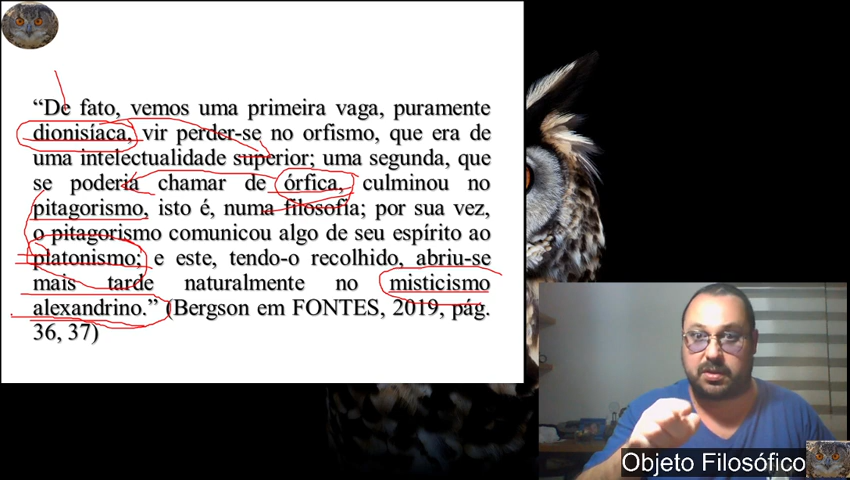 “De fato, vemos uma primeira vaga, puramente
dionisíaca, vir perder-se no orfismo, que era de
uma intelectualidade superior; uma segunda, que
se poderia chamar de órfica, culminou no
pitagorismo, isto é, numa filosofia; por sua vez,
o pitagorismo comunicou algo de seu espírito ao
platonismo; e este, tendo-o recolhido, abriu-se
mais tarde naturalmente no misticismo
alexandrino.” (Bergson em FONTES, 2019, pág.
36, 37)
Objeto Filosófico